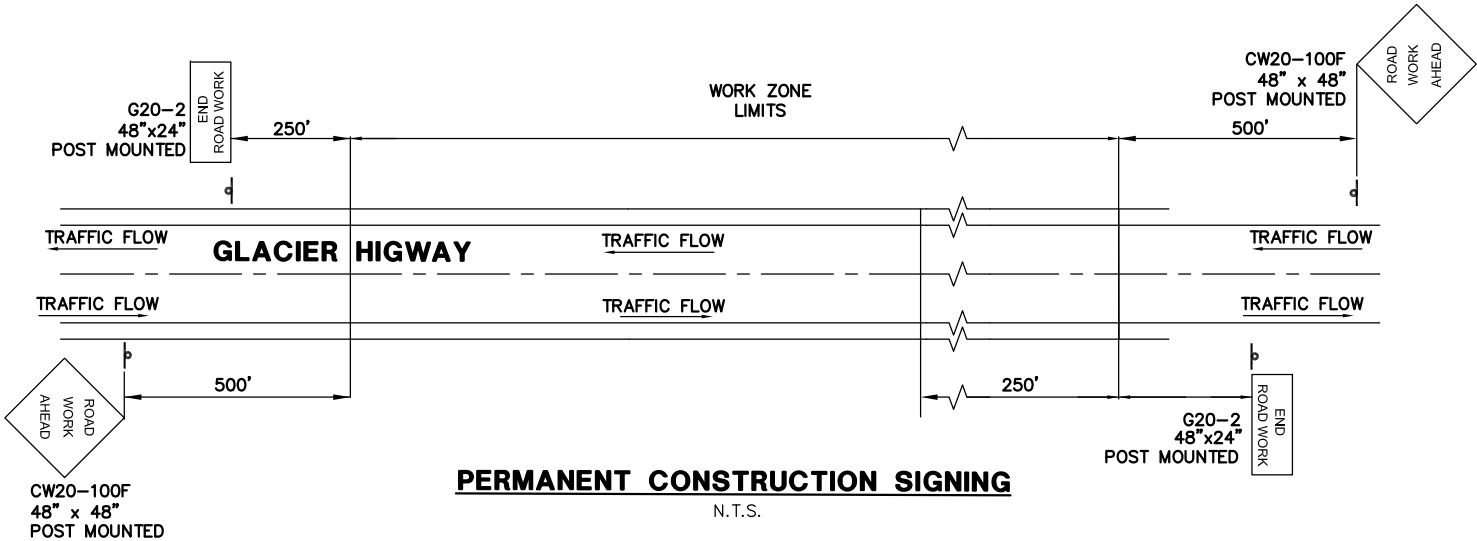 CW20-100F
48" x 48"
POST MOUNTED
ROAD
WORK
AHEAD
G20-2
48"x24"
POST MOUNTED
END
ROAD WORK
250'
WORK ZONE
LIMITS
500'
TRAFFIC FLOW
GLACIER HIGWAY
TRAFFIC FLOW
TRAFFIC FLOW
TRAFFIC FLOW
TRAFFIC FLOW
TRAFFIC FLOW
500'
250'
ROAD
WORK
AHEAD
CW20-100F
48" x 48"
POST MOUNTED
G20-2
48"x24"
POST MOUNTED
END
ROAD WORK
PERMANENT CONSTRUCTION SIGNING
N.T.S.